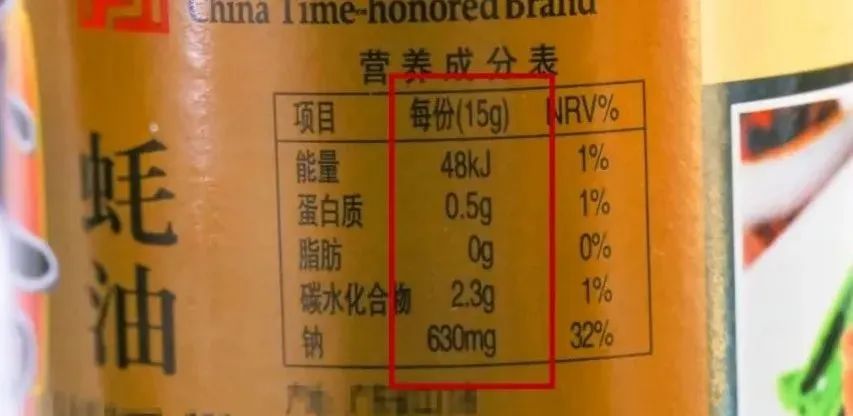 China Time-honored Brand
营养成分表
项目 每份(15g) NRV%
能量 48kJ 1%
蛋白质 0.5g 1%
脂肪 0g 0%
碳水化合物 2.3g 1%
钠 630mg 32%
蚝油